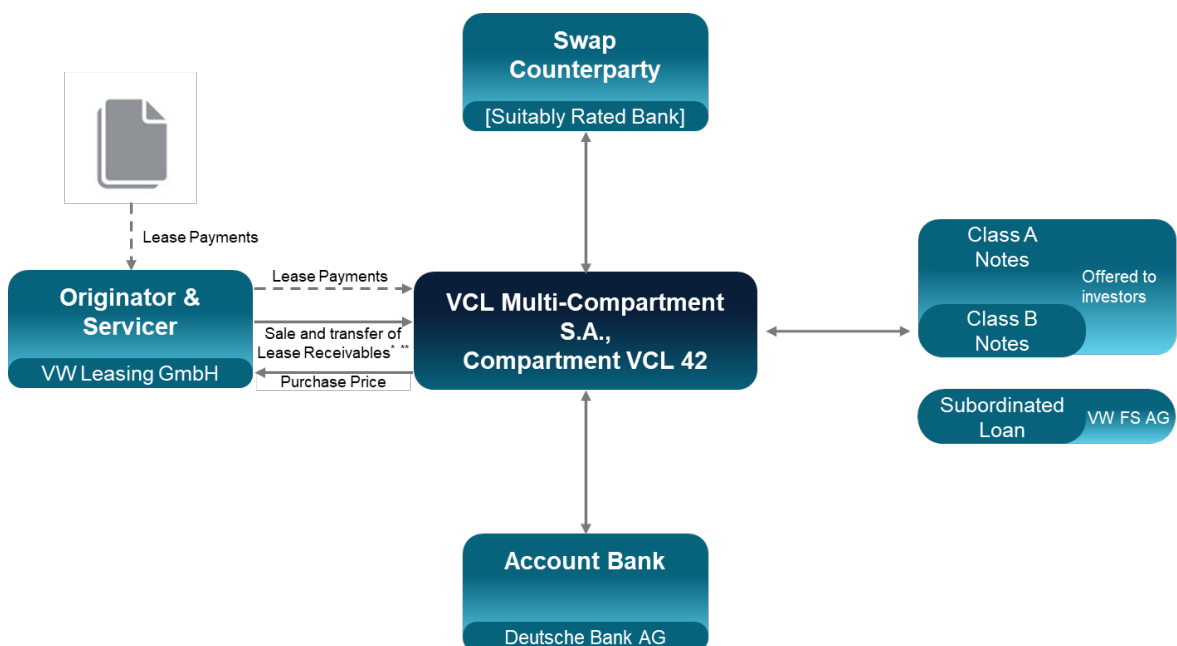 Swap
Counterparty
[Suitably Rated Bank]
Lease Payments
Originator &
Servicer
VW Leasing GmbH
Lease Payments
Sale and transfer of
Lease Receivables* **
Purchase Price
VCL Multi-Compartment
S.A.,
Compartment VCL 42
Class A
Notes
Offered to
investors
Class B
Notes
Subordinated
Loan
VW FS AG
Account Bank
Deutsche Bank AG